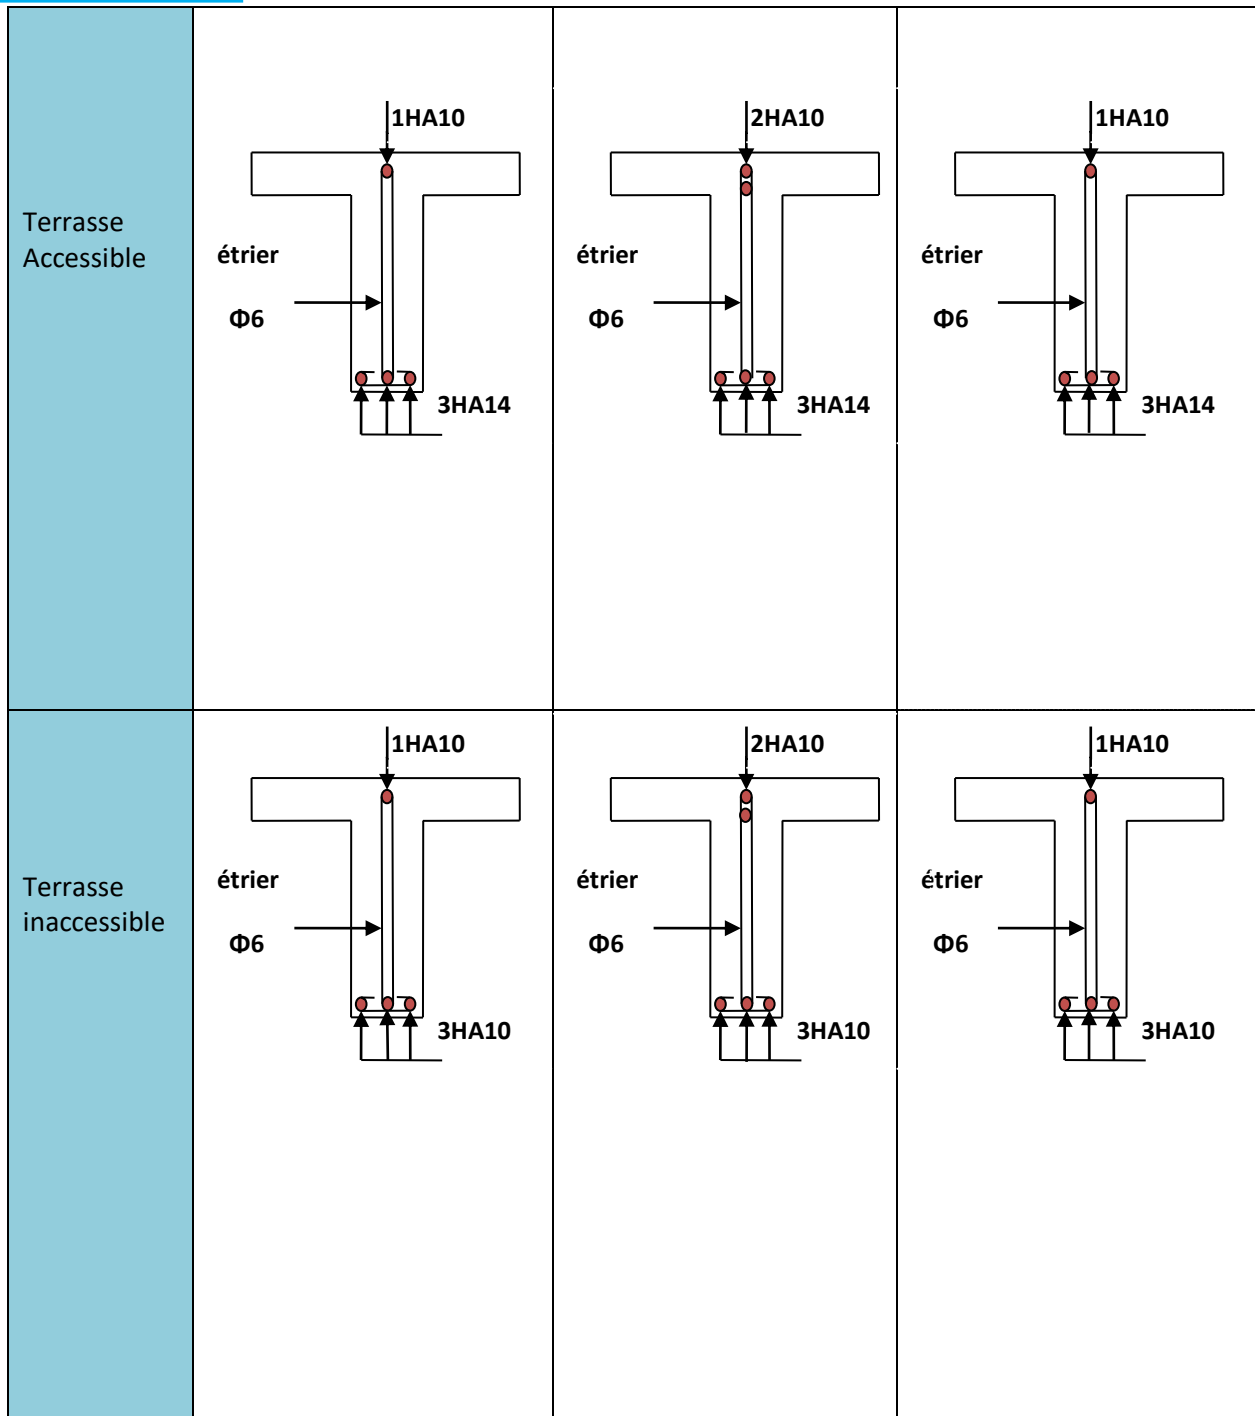 Terrasse
Accessible
1HA10
étrier
Φ6
3HA14
2HA10
étrier
Φ6
3HA14
1HA10
étrier
Φ6
3HA14
Terrasse
inaccessible
1HA10
étrier
Φ6
3HA10
2HA10
étrier
Φ6
3HA10
1HA10
étrier
Φ6
3HA10